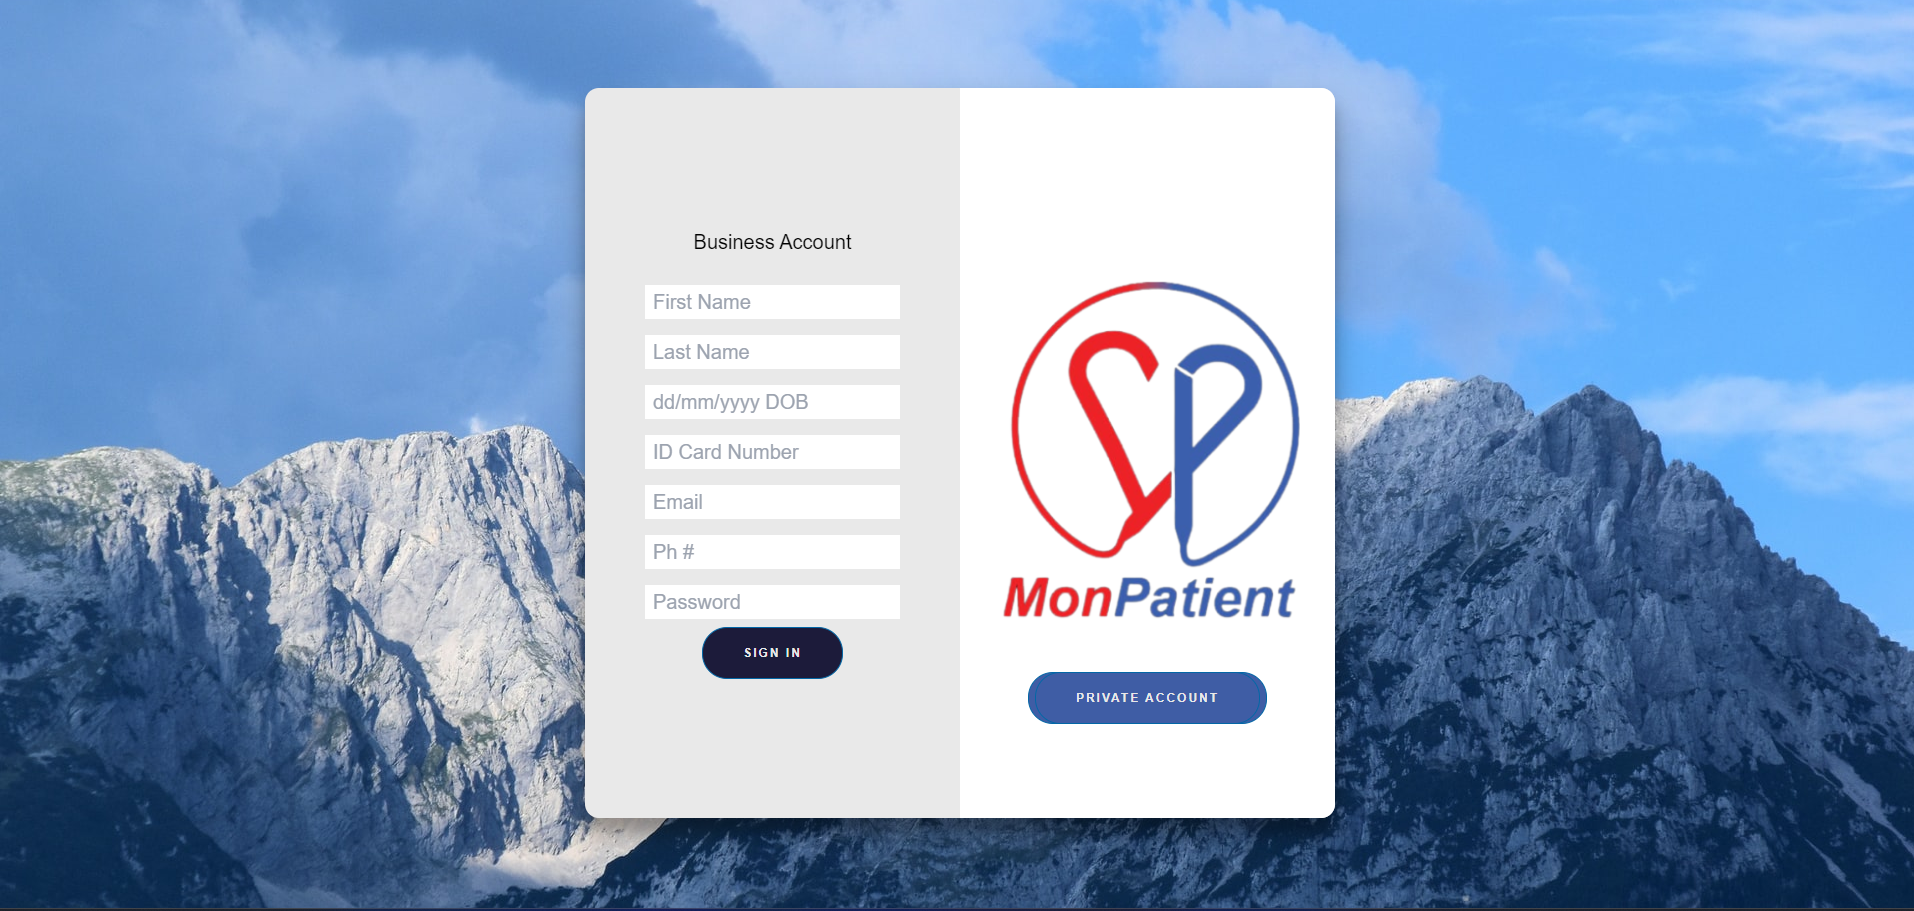 Business Account
First Name
Last Name
dd/mm/yyyy DOB
ID Card Number
Email
Ph #
Password
SIGN IN
MonPatient
PRIVATE ACCOUNT